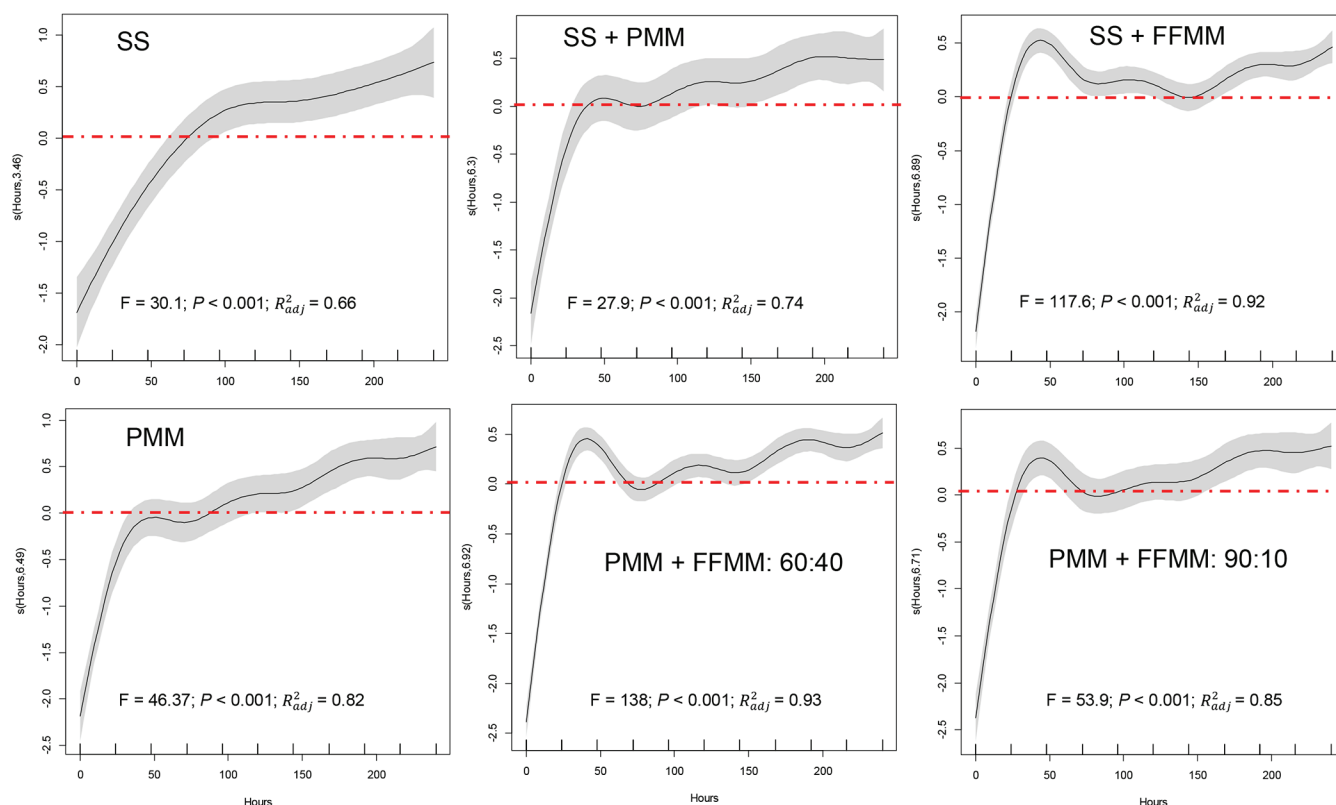 SS
s(Hours,3.46)
1.0
0.5
0.0
-0.5
-1.0
-1.5
-2.0
F = 30.1; P < 0.001; R²adj = 0.66
0 50 100 150 200
SS + PMM
s(Hours,6.3)
0.5
0.0
-0.5
-1.0
-1.5
-2.0
-2.5
F = 27.9; P < 0.001; R²adj = 0.74
0 50 100 150 200
SS + FFMM
s(Hours,6.89)
0.5
0.0
-0.5
-1.0
-1.5
-2.0
F = 117.6; P < 0.001; R²adj = 0.92
0 50 100 150 200
PMM
s(Hours,6.49)
1.0
0.5
0.0
-0.5
-1.0
-1.5
-2.0
-2.5
F = 46.37; P < 0.001; R²adj = 0.82
0 50 100 150 200
Hours
s(Hours,6.92)
0.5
0.0
-0.5
-1.0
-1.5
-2.0
-2.5
PMM + FFMM: 60:40
F = 138; P < 0.001; R²adj = 0.93
0 50 100 150 200
Hours
s(Hours,6.71)
0.5
0.0
-0.5
-1.0
-1.5
-2.0
-2.5
PMM + FFMM: 90:10
F = 53.9; P < 0.001; R²adj = 0.85
0 50 100 150 200
Hours